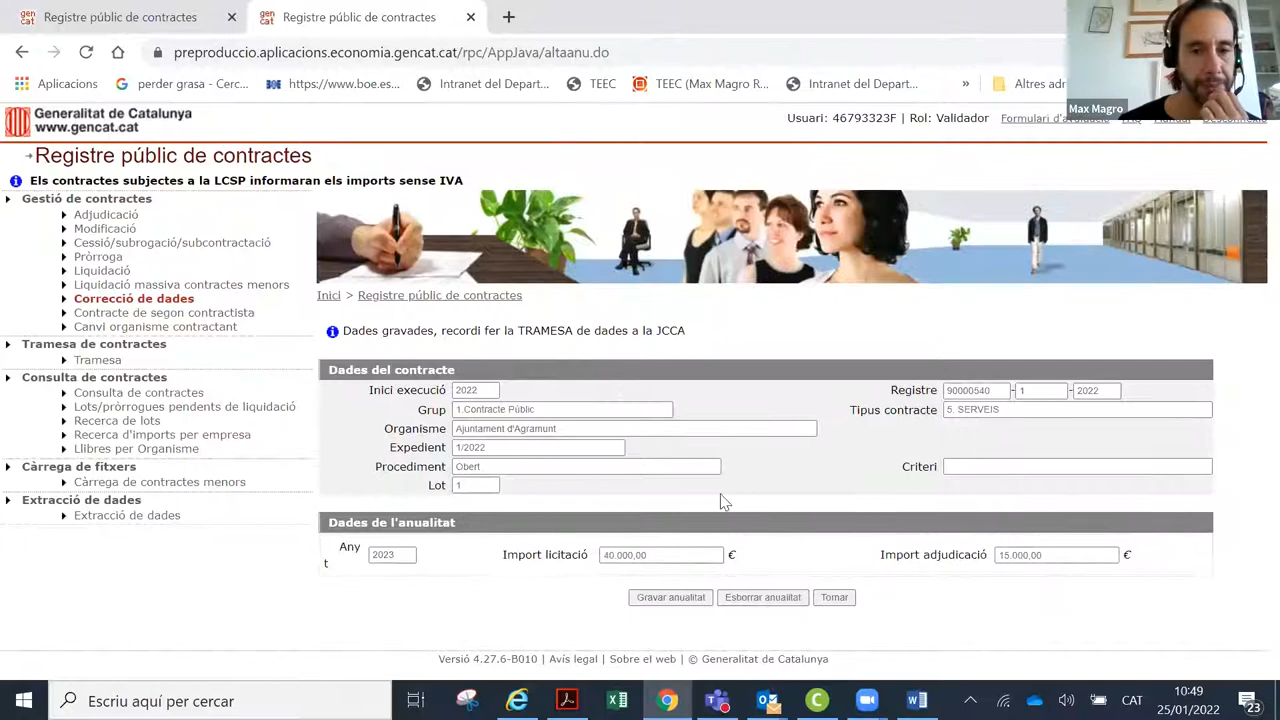 Registre públic de contractes
Registre públic de contractes
preproduccio.aplicacions.economia.gencat.cat/rpc/AppJava/altaanu.do
Aplicacions
perder grasa - Cerc...
https://www.boe.es...
Intranet del Depart...
TEEC
TEEC (Max Magro R...
Intranet del Depart...
»
Altres adr
Max Magro
Generalitat de Catalunya
www.gencat.cat
Usuari: 46793323F | Rol: Validador
Formulari d'avaluació
Registre públic de contractes
Els contractes subjectes a la LCSP informaran els imports sense IVA
Gestió de contractes
Adjudicació
Modificació
Cessió/subrogació/subcontractació
Pròrroga
Liquidació
Liquidació massiva contractes menors
Correcció de dades
Contracte de segon contractista
Canvi organisme contractant
Tramesa de contractes
Tramesa
Consulta de contractes
Consulta de contractes
Lots/pròrrogues pendents de liquidació
Recerca de lots
Recerca d'imports per empresa
Llibres per Organisme
Càrrega de fitxers
Càrrega de contractes menors
Extracció de dades
Extracció de dades
Inici > Registre públic de contractes
Dades gravades, recordi fer la TRAMESA de dades a la JCCA
Dades del contracte
Inici execució 2022
Registre 90000540 - 1 - 2022
Grup 1.Contracte Públic
Tipus contracte 5. SERVEIS
Organisme Ajuntament d'Agramunt
Expedient 1/2022
Procediment Obert
Criteri
Lot 1
Dades de l'anualitat
Any 2023
t
Import licitació 40.000,00 €
Import adjudicació 15.000,00 €
Gravar anualitat
Esborrar anualitat
Tornar
Versió 4.27.6-B010 | Avís legal | Sobre el web | © Generalitat de Catalunya
Escriu aquí per cercar
CAT
10:49
25/01/2022
23